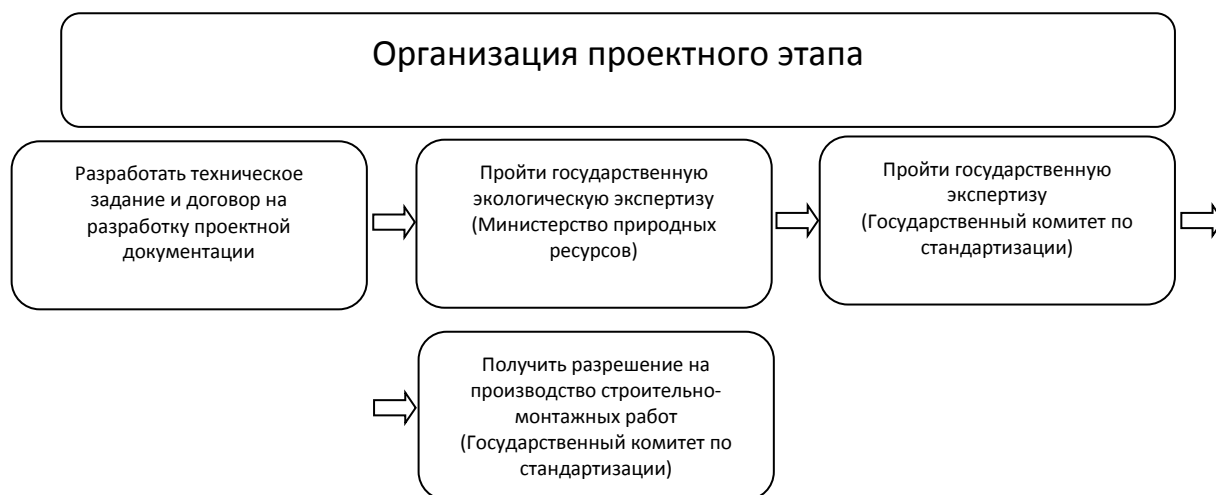 Организация проектного этапа
Разработать техническое
задание и договор на
разработку проектной
документации
Пройти государственную
экологическую экспертизу
(Министерство природных
ресурсов)
Пройти государственную
экспертизу
(Государственный комитет по
стандартизации)
Получить разрешение на
производство строительно-
монтажных работ
(Государственный комитет по
стандартизации)